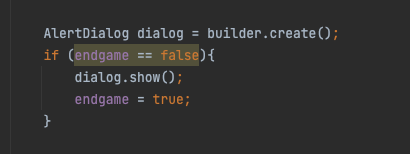 AlertDialog dialog = builder.create();
if (endgame == false){
dialog.show();
endgame = true;
}